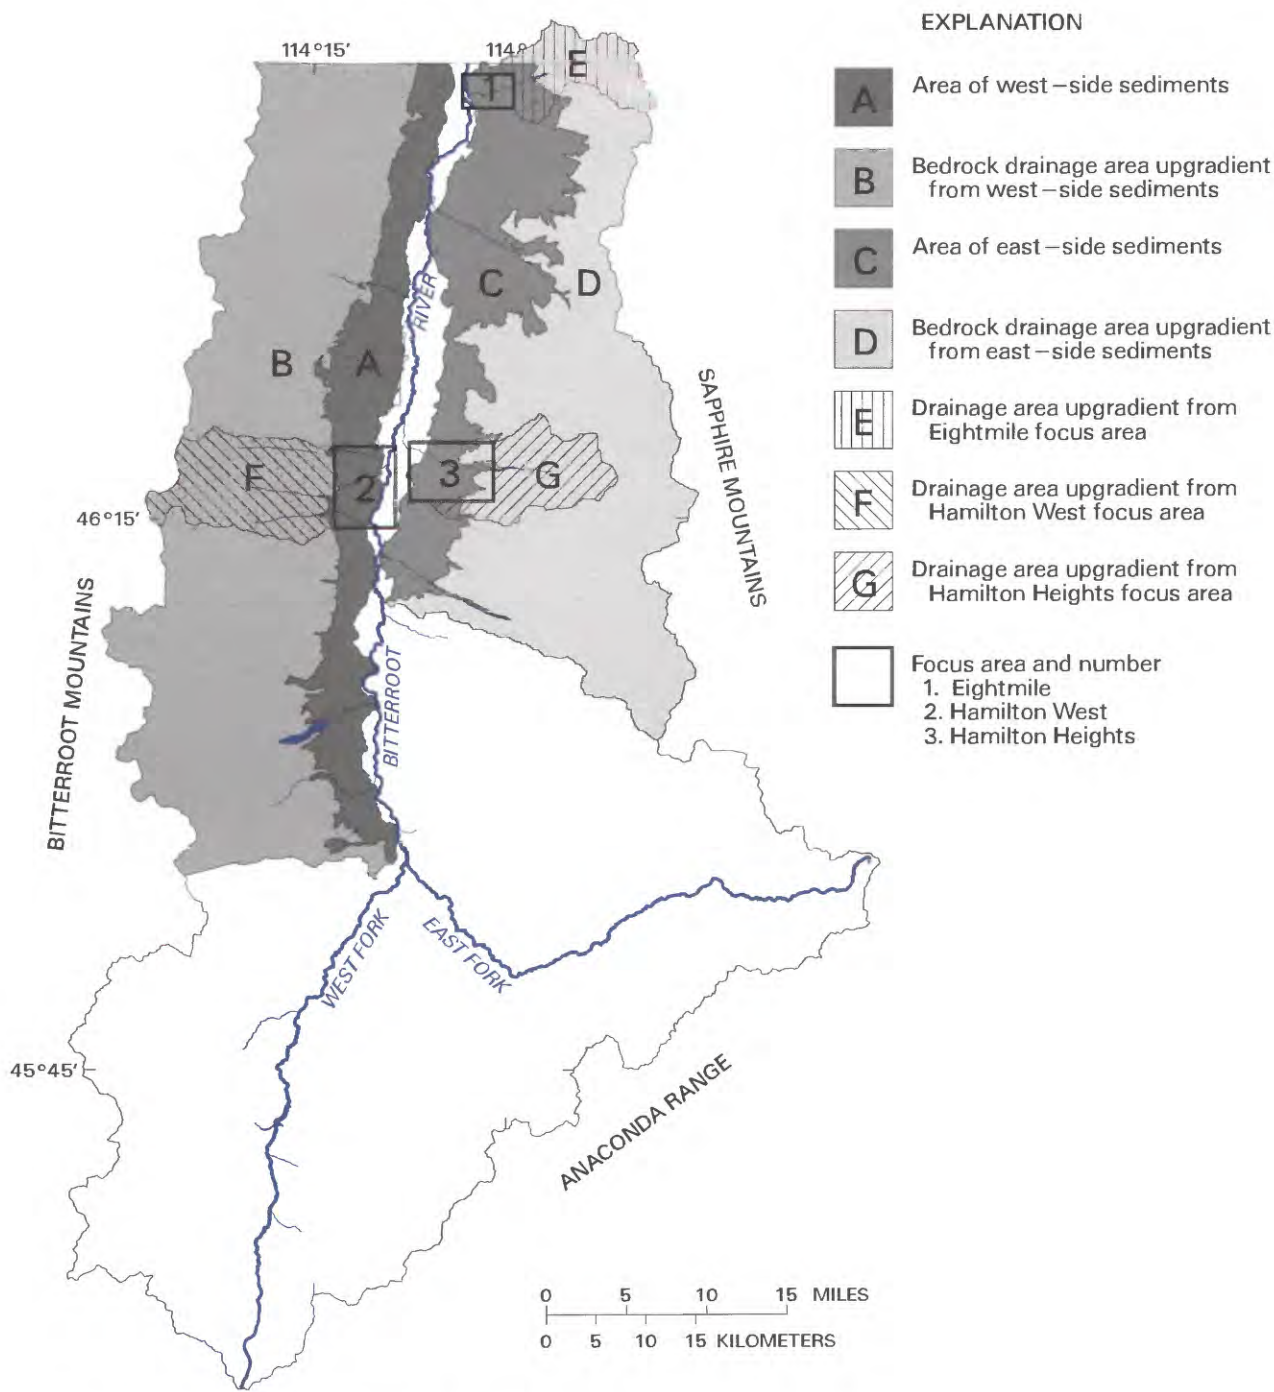 EXPLANATION
114°15'
114°
E
1
A
Area of west-side sediments
B
Bedrock drainage area upgradient
from west-side sediments
C
Area of east-side sediments
D
Bedrock drainage area upgradient
from east-side sediments
E
Drainage area upgradient from
Eightmile focus area
F
Drainage area upgradient from
Hamilton West focus area
G
Drainage area upgradient from
Hamilton Heights focus area
Focus area and number
1. Eightmile
2. Hamilton West
3. Hamilton Heights
C
D
RIVER
B
A
SAPPHIRE MOUNTAINS
F
2
3
G
46°15'
BITTERROOT MOUNTAINS
BITTERROOT
WEST FORK
EAST FORK
45°45'
ANACONDA RANGE
0 5 10 15 MILES
0 5 10 15 KILOMETERS